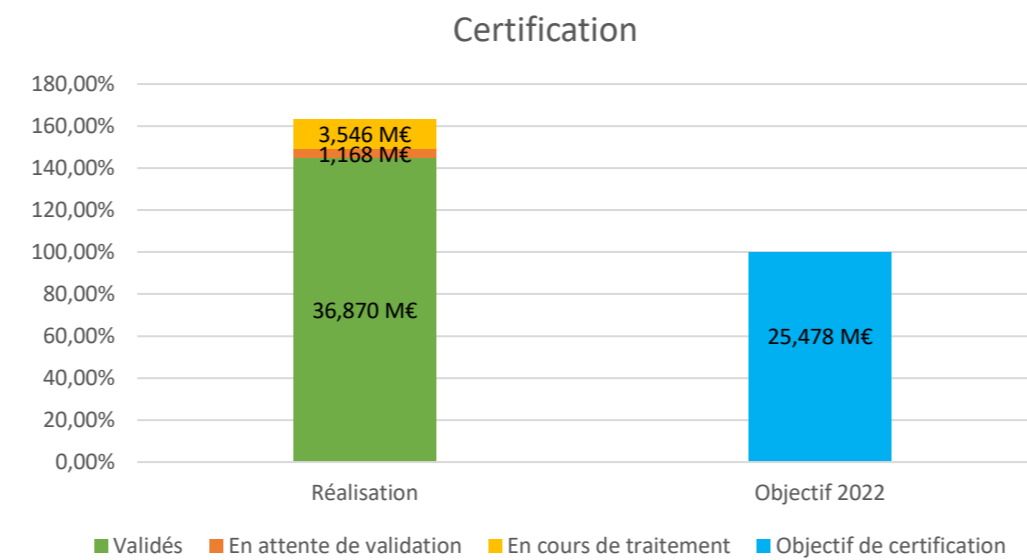 Certification
180,00%
160,00%
140,00%
120,00%
100,00%
80,00%
60,00%
40,00%
20,00%
0,00%
3,546 M€
1,168 M€
36,870 M€
25,478 M€
Réalisation
Objectif 2022
Validés
En attente de validation
En cours de traitement
Objectif de certification